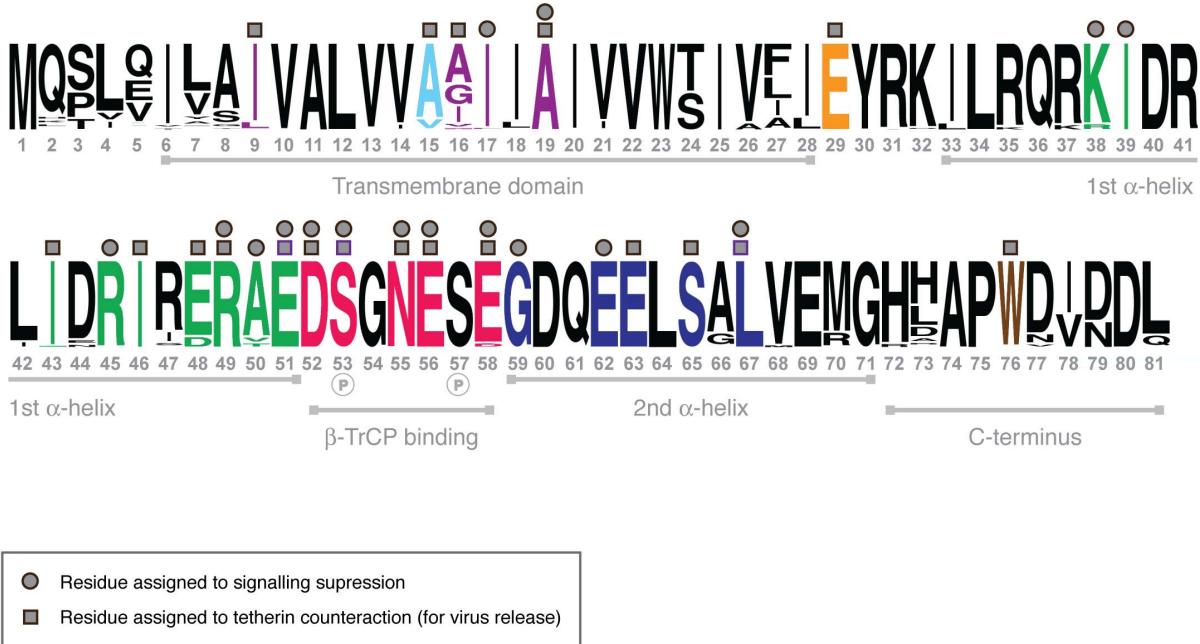 MQSLQILAIVALVVAAIIAIVVWTIVFIEYRKILRQRKIDR
1 2 3 4 5 6 7 8 9 10 11 12 13 14 15 16 17 18 19 20 21 22 23 24 25 26 27 28 29 30 31 32 33 34 35 36 37 38 39 40 41
Transmembrane domain 1st α-helix
LIDRIRERAEDSGNESEGDQEELSALVEMGHHAPWDIDDL
42 43 44 45 46 47 48 49 50 51 52 53 54 55 56 57 58 59 60 61 62 63 64 65 66 67 68 69 70 71 72 73 74 75 76 77 78 79 80 81
P P
1st α-helix 2nd α-helix
β-TrCP binding C-terminus
Residue assigned to signalling supression
Residue assigned to tetherin counteraction (for virus release)